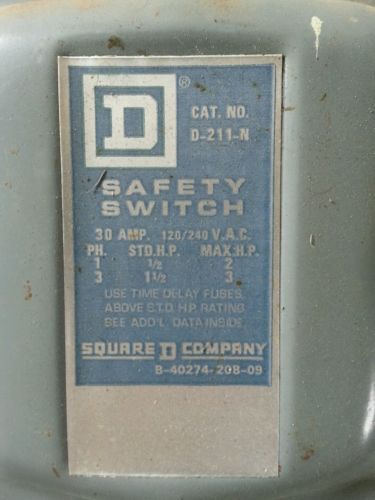 D ®
CAT. NO.
D-211-N
SAFETY
SWITCH
30 AMP. 120/240 V.A.C.
PH. STD.H.P. MAX.H.P.
1 1/2 2
3 1 1/2 3
USE TIME DELAY FUSES
ABOVE STD. H.P. RATING
SEE ADD'L DATA INSIDE.
SQUARE D COMPANY
B-40274-208-09